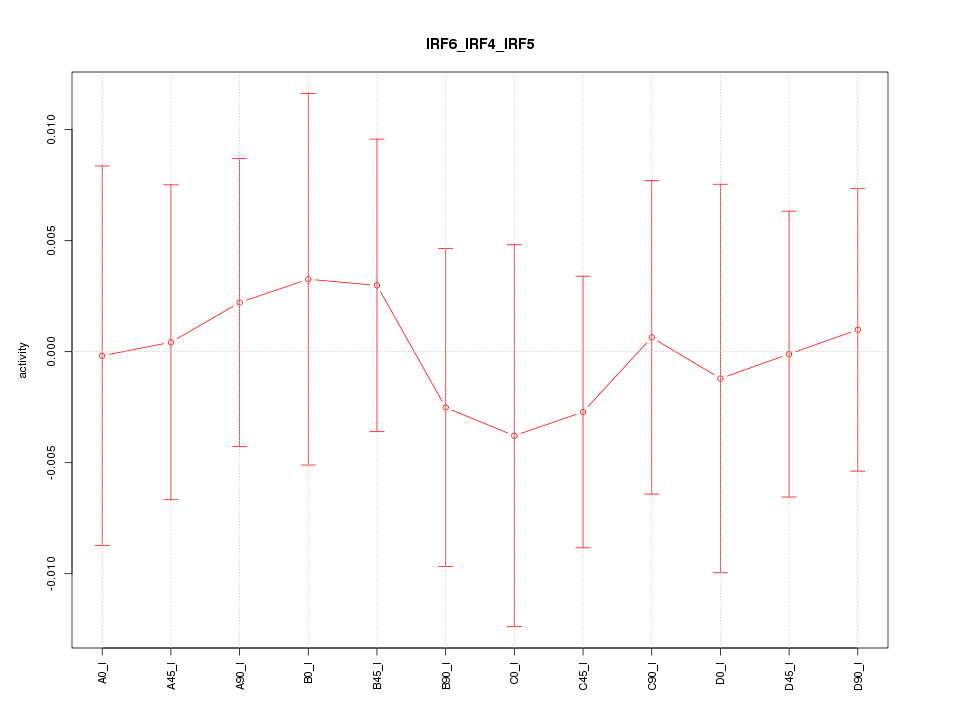 IRF6_IRF4_IRF5
activity
0.010
0.005
0.000
-0.005
-0.010
A0_I
A45_I
A90_I
B0_I
B45_I
B90_I
C0_I
C45_I
C90_I
D0_I
D45_I
D90_I